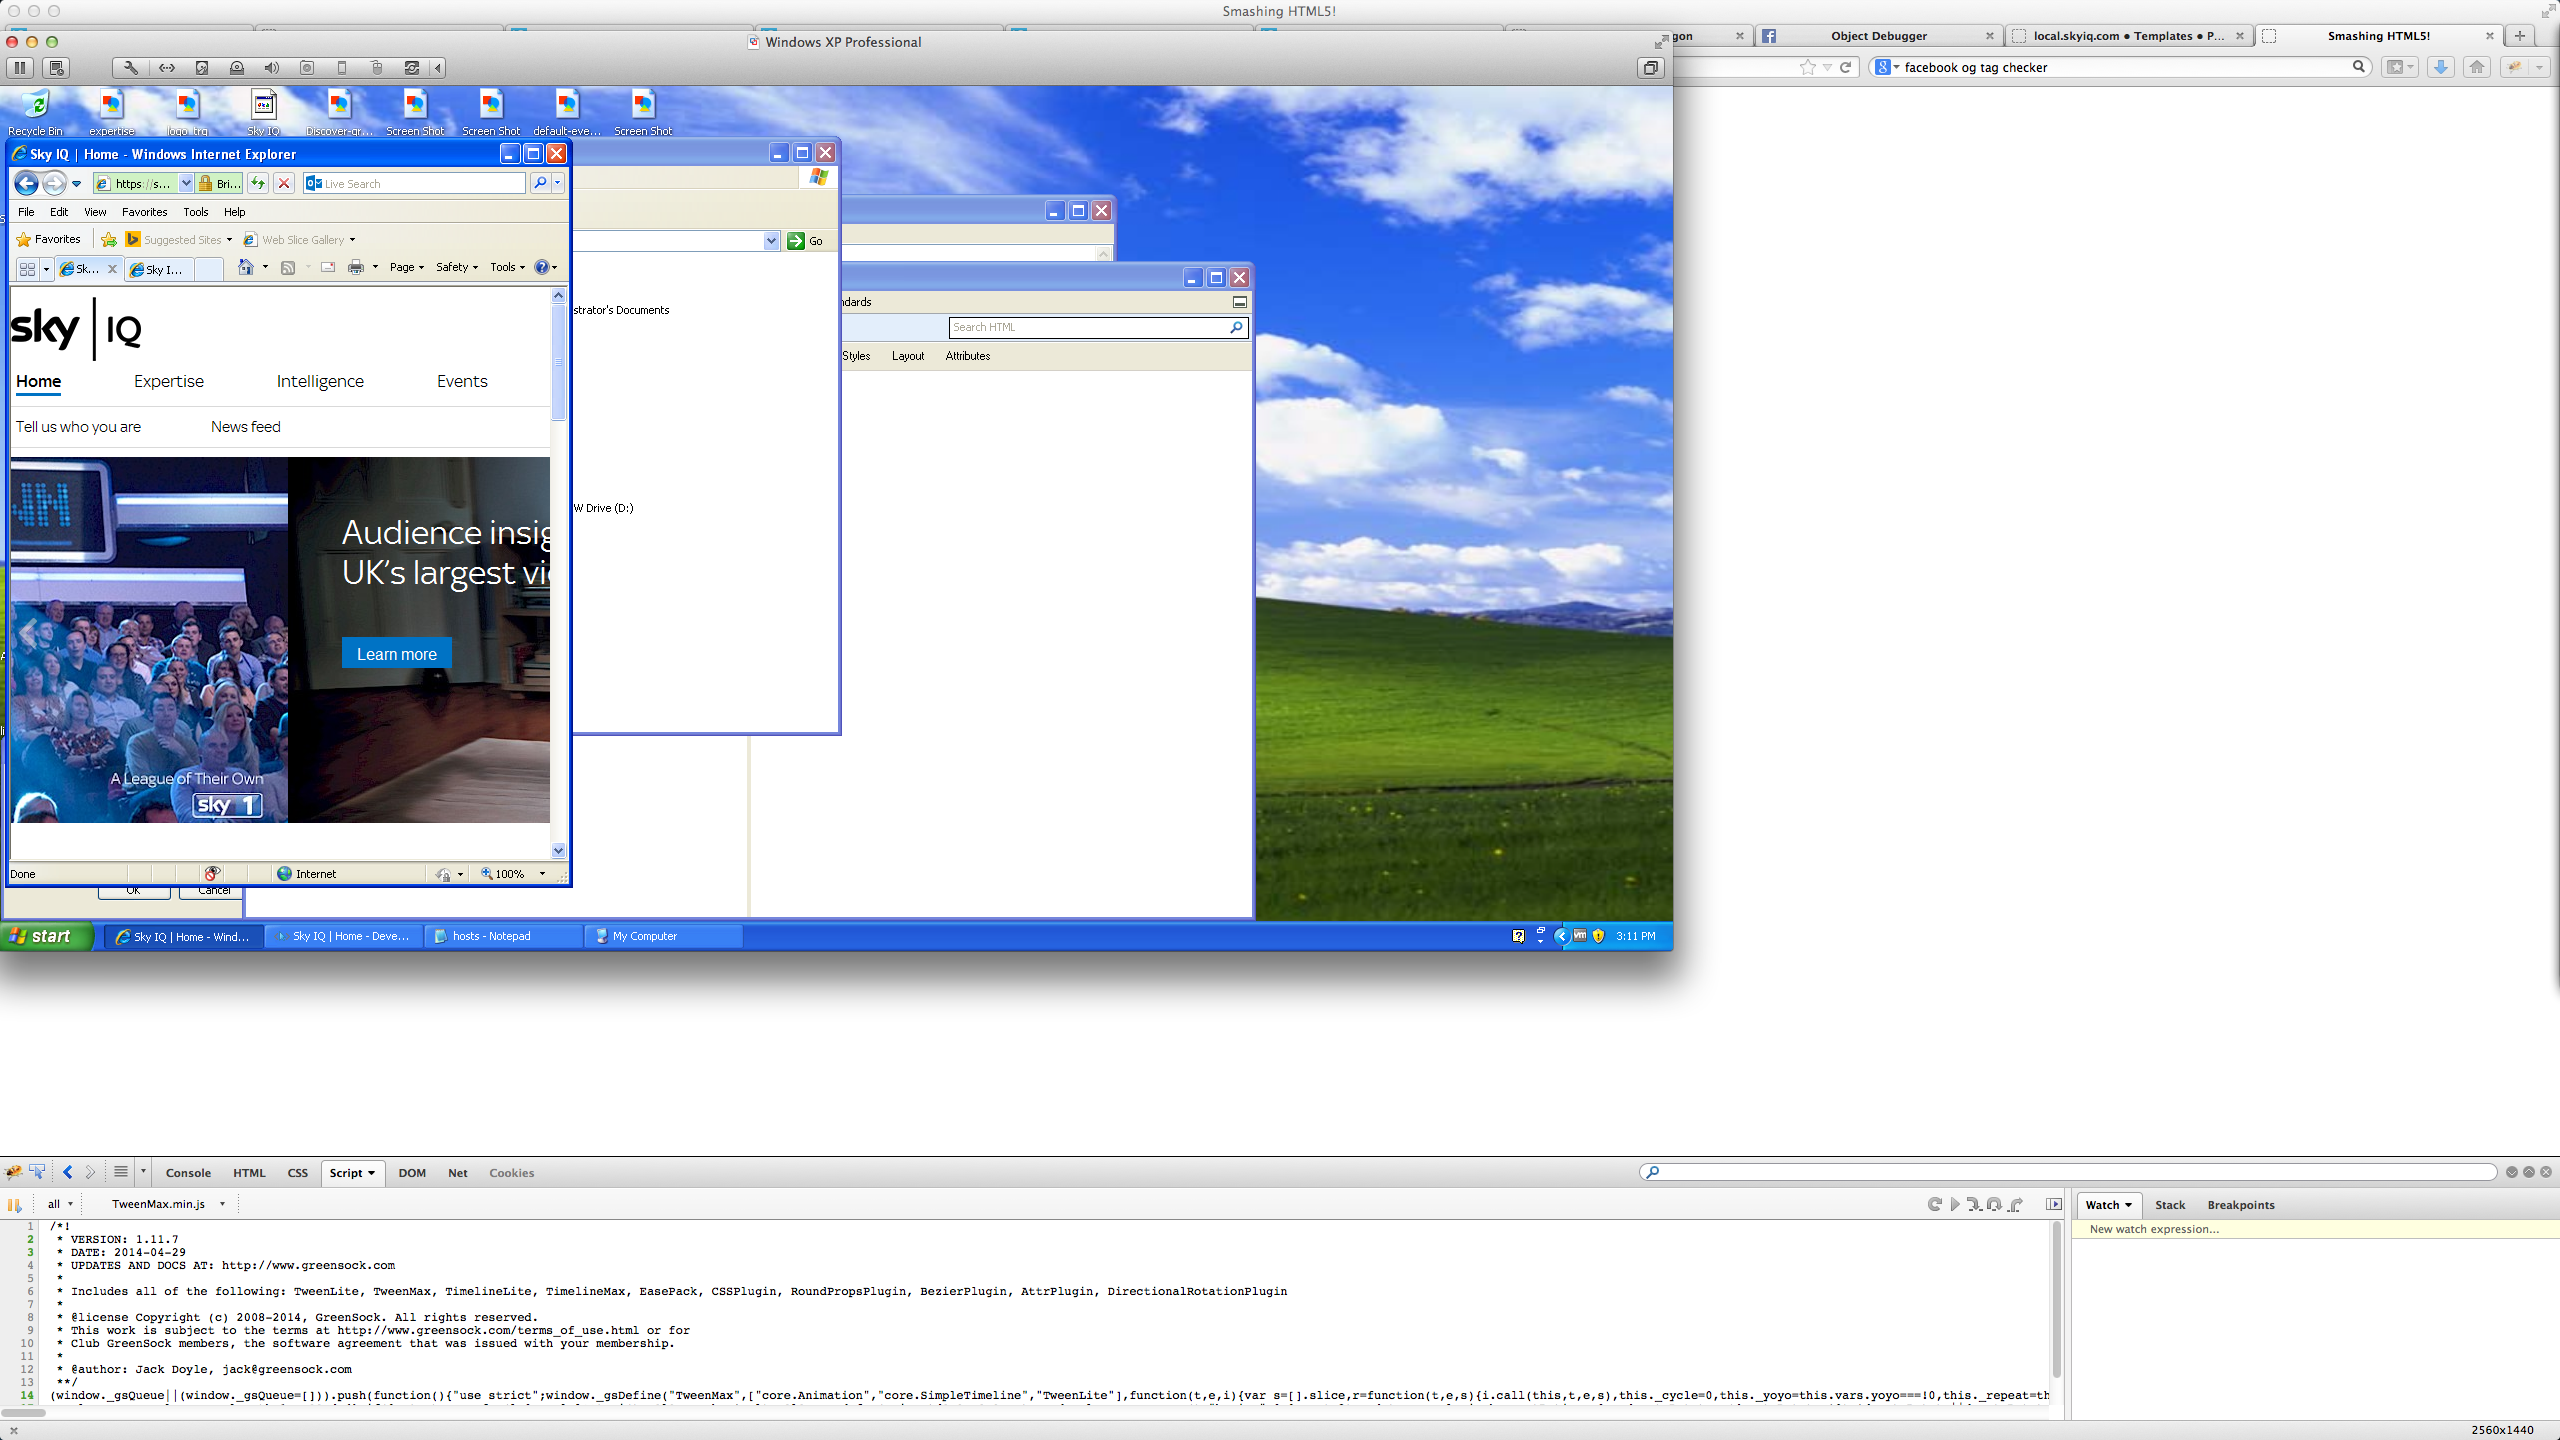 Smashing HTML5!
Windows XP Professional
gon
Object Debugger
local.skyiq.com • Templates • P...
Smashing HTML5!
facebook og tag checker
Recycle Bin
expertise
logo_trg
Sky IQ
Discover-gr...
Screen Shot
Screen Shot
default-eve...
Screen Shot
Sky IQ | Home - Windows Internet Explorer
https://s...
Bri...
Live Search
File Edit View Favorites Tools Help
Favorites
Suggested Sites
Web Slice Gallery
Go
Sk...
Sky I...
Page Safety Tools
ndards
strator's Documents
Search HTML
Styles Layout Attributes
sky IQ
Home Expertise Intelligence Events
Tell us who you are News feed
W Drive (D:)
Audience insig
UK's largest vi
Learn more
A League of Their Own
sky 1
Done
Internet
100%
OK Cancel
start
Sky IQ | Home - Wind...
Sky IQ | Home - Deve...
hosts - Notepad
My Computer
3:11 PM
Console HTML CSS Script DOM Net Cookies
all TweenMax.min.js
Watch Stack Breakpoints
New watch expression...
1 /*!
2 * VERSION: 1.11.7
3 * DATE: 2014-04-29
4 * UPDATES AND DOCS AT: http://www.greensock.com
5 *
6 * Includes all of the following: TweenLite, TweenMax, TimelineLite, TimelineMax, EasePack, CSSPlugin, RoundPropsPlugin, BezierPlugin, AttrPlugin, DirectionalRotationPlugin
7 *
8 * @license Copyright (c) 2008-2014, GreenSock. All rights reserved.
9 * This work is subject to the terms at http://www.greensock.com/terms_of_use.html or for
10 * Club GreenSock members, the software agreement that was issued with your membership.
11 *
12 * @author: Jack Doyle, jack@greensock.com
13 **/
14 (window._gsQueue||(window._gsQueue=[])).push(function(){"use strict";window._gsDefine("TweenMax",["core.Animation","core.SimpleTimeline","TweenLite"],function(t,e,i){var s=[].slice,r=function(t,e,s){i.call(this,t,e,s),this._cycle=0,this._yoyo=this.vars.yoyo===!0,this._repeat=th
2560x1440